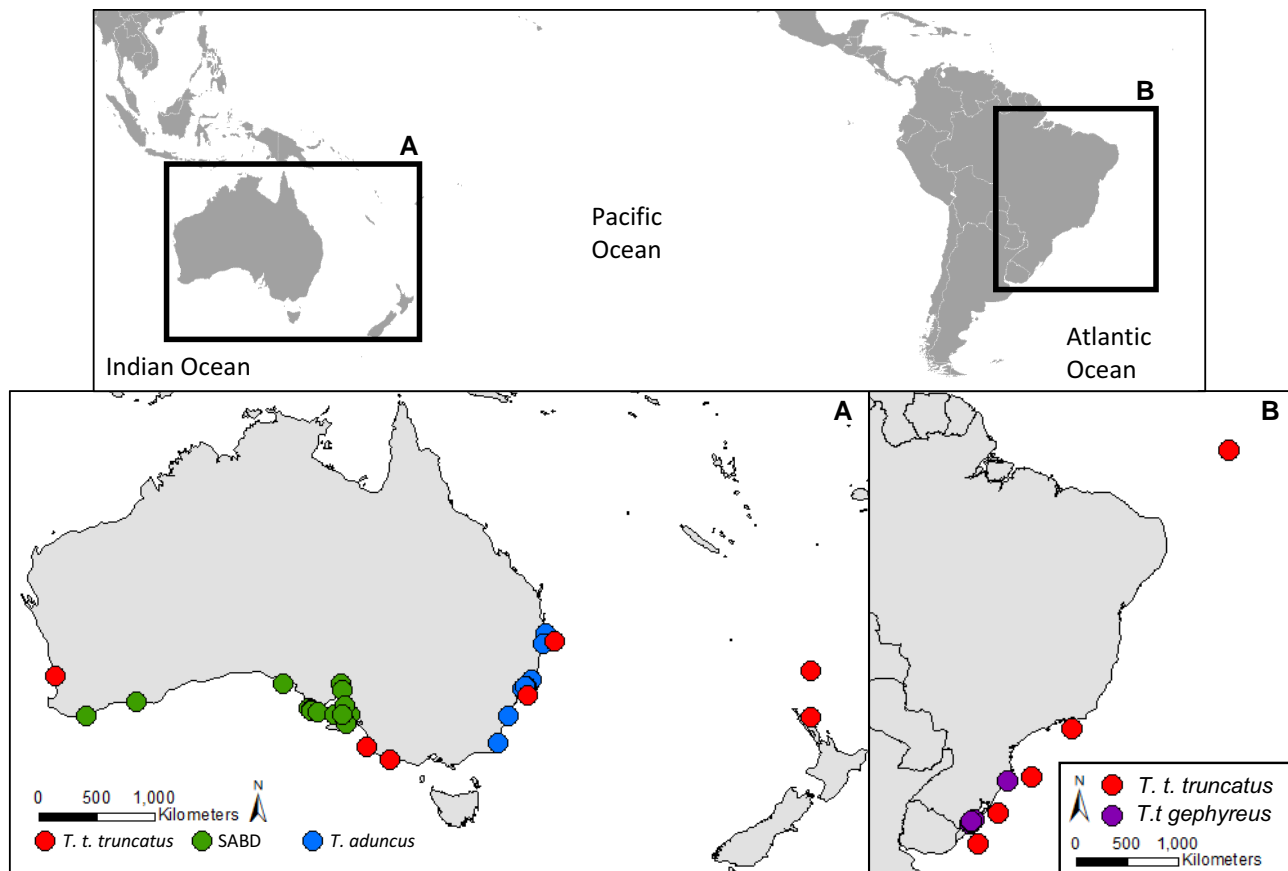 B
A
Pacific
Ocean
Indian Ocean
Atlantic
Ocean
A
N
0 500 1,000
Kilometers
T. t. truncatus
SABD
T. aduncus
B
T. t. truncatus
T.t gephyreus
N
0 500 1,000
Kilometers